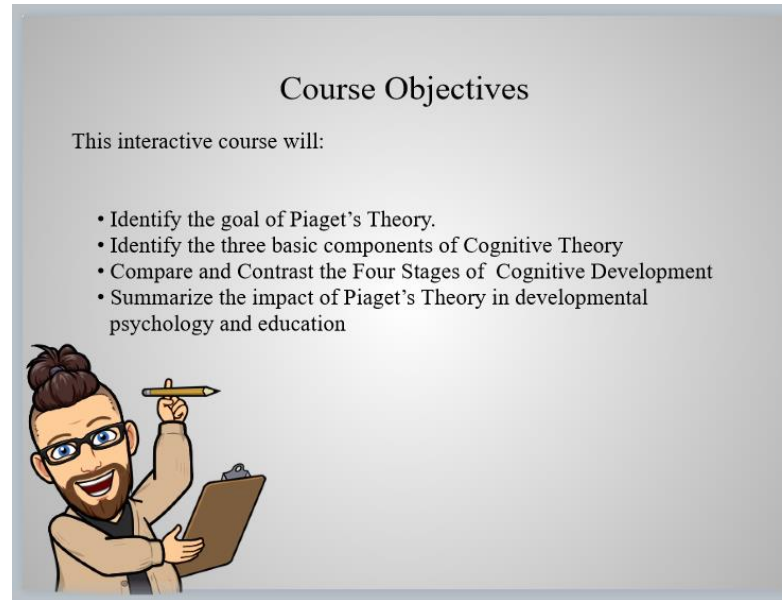 Course Objectives
This interactive course will:
• Identify the goal of Piaget’s Theory.
• Identify the three basic components of Cognitive Theory
• Compare and Contrast the Four Stages of  Cognitive Development
• Summarize the impact of Piaget’s Theory in developmental
psychology and education